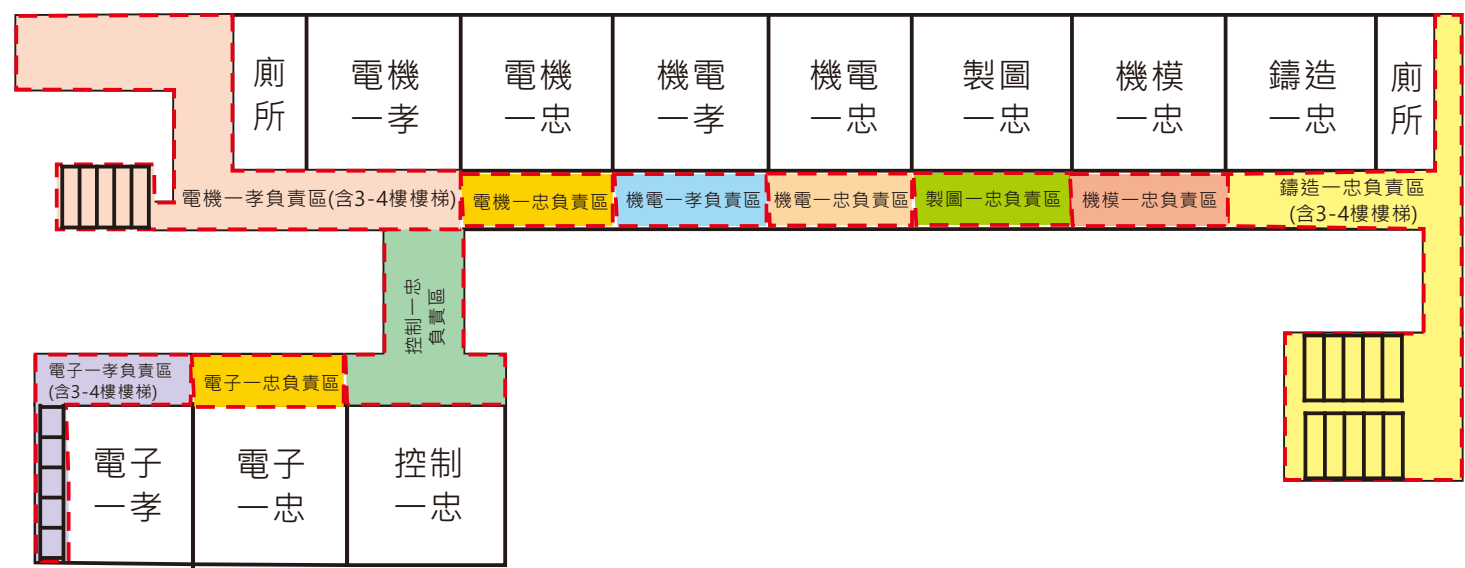 廁所
電機一孝
電機一忠
機電一孝
機電一忠
製圖一忠
機模一忠
鑄造一忠
廁所
電機一孝負責區(含3-4樓樓梯)
電機一忠負責區
機電一孝負責區
機電一忠負責區
製圖一忠負責區
機模一忠負責區
鑄造一忠負責區
(含3-4樓樓梯)
控制一忠
負責區
電子一孝負責區
(含3-4樓樓梯)
電子一忠負責區
電子一孝
電子一忠
控制一忠